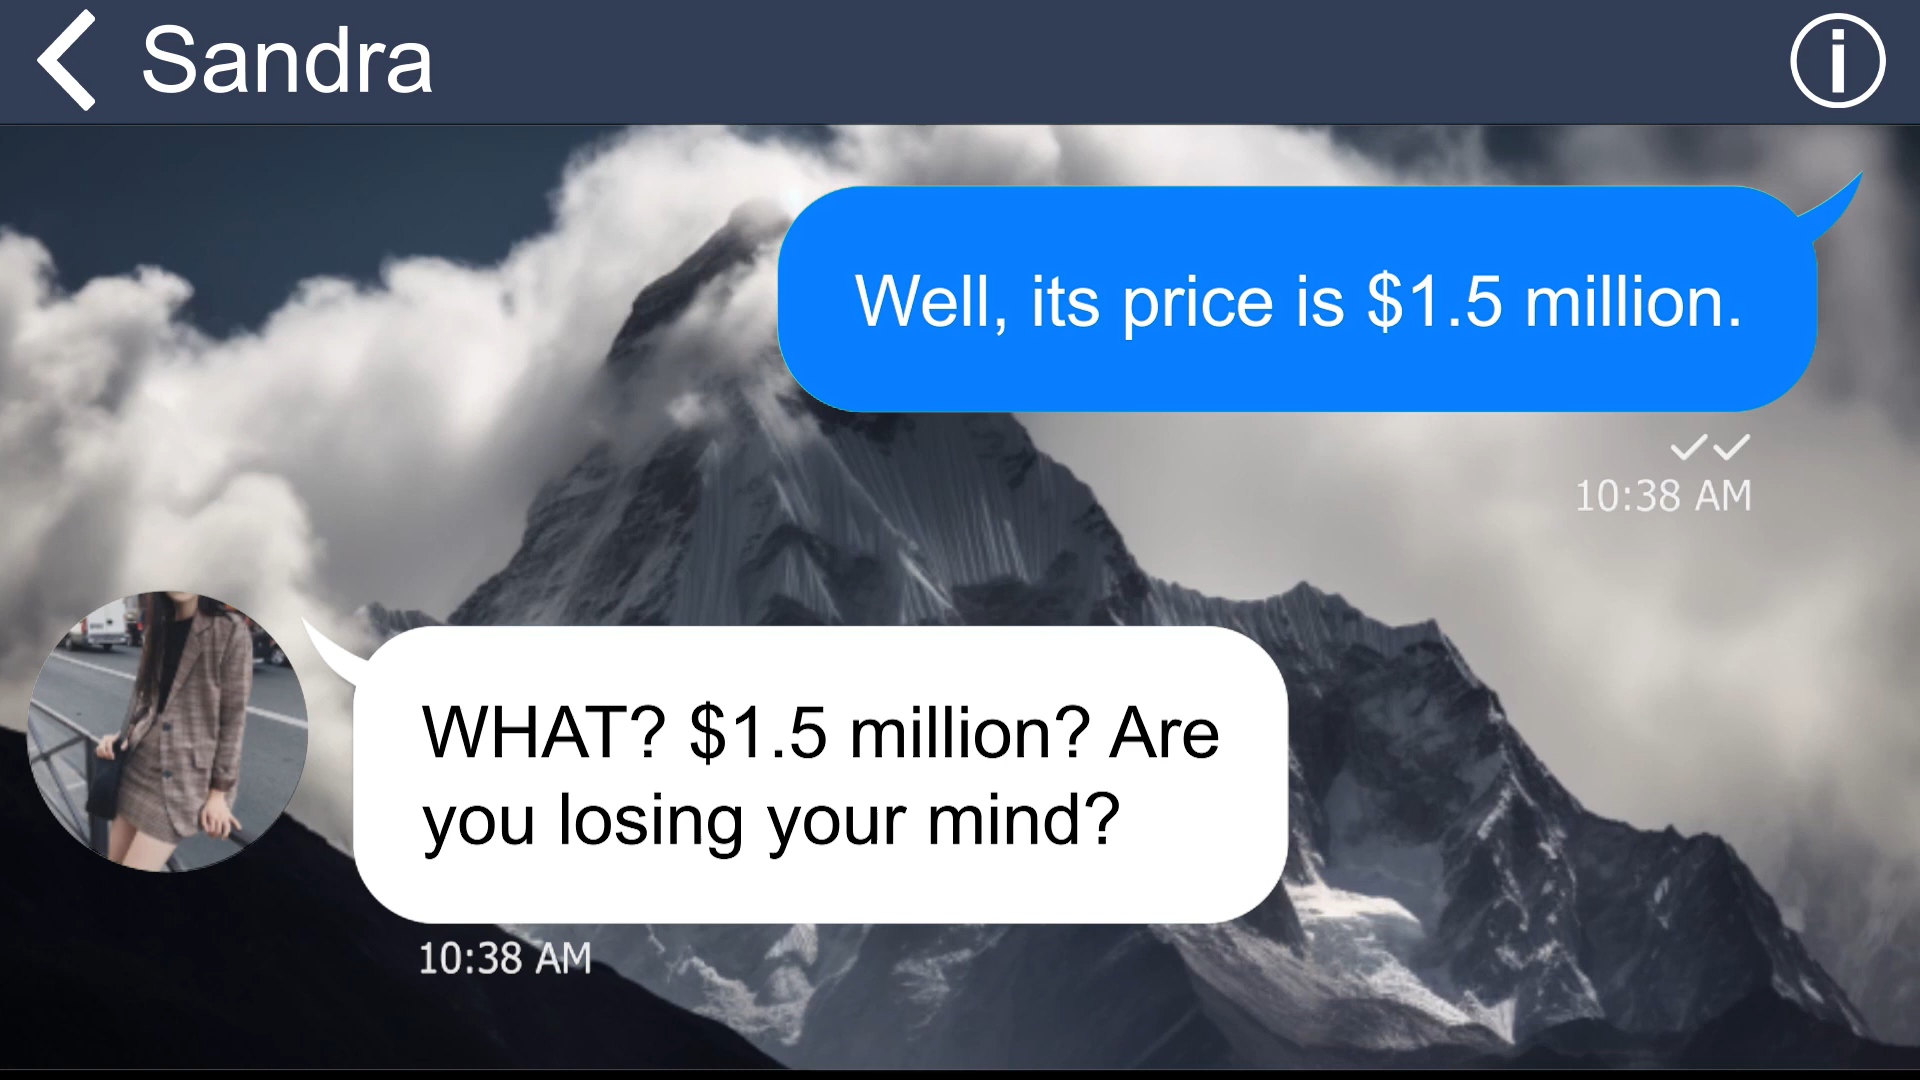 Sandra
Well, its price is $1.5 million.
10:38 AM
WHAT? $1.5 million? Are
you losing your mind?
10:38 AM